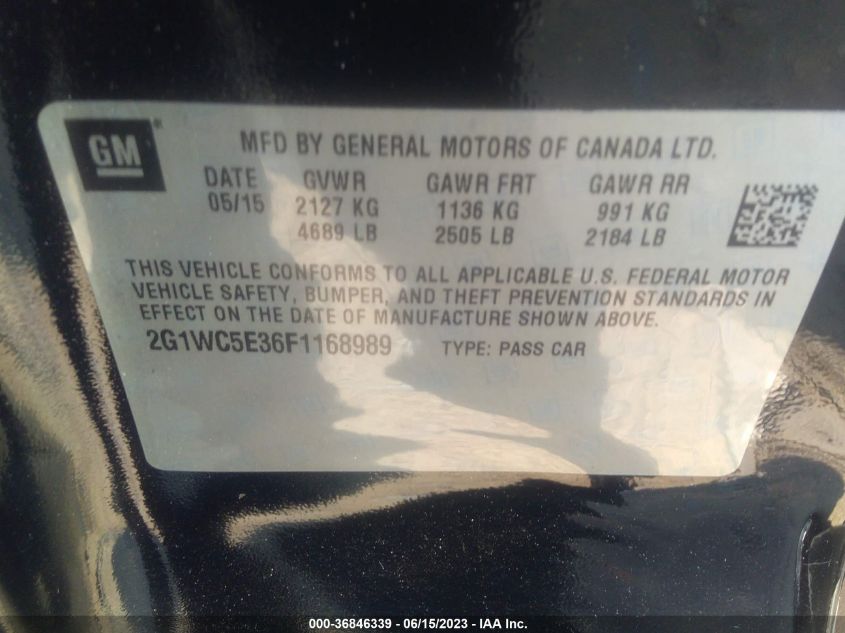 GM®
MFD BY GENERAL MOTORS OF CANADA LTD.
DATE GVWR GAWR FRT GAWR RR
05/15 2127 KG 1136 KG 991 KG
4689 LB 2505 LB 2184 LB
THIS VEHICLE CONFORMS TO ALL APPLICABLE U.S. FEDERAL MOTOR
VEHICLE SAFETY, BUMPER, AND THEFT PREVENTION STANDARDS IN
EFFECT ON THE DATE OF MANUFACTURE SHOWN ABOVE.
2G1WC5E36F1168989 TYPE: PASS CAR
000-36846339 - 06/15/2023 - IAA Inc.